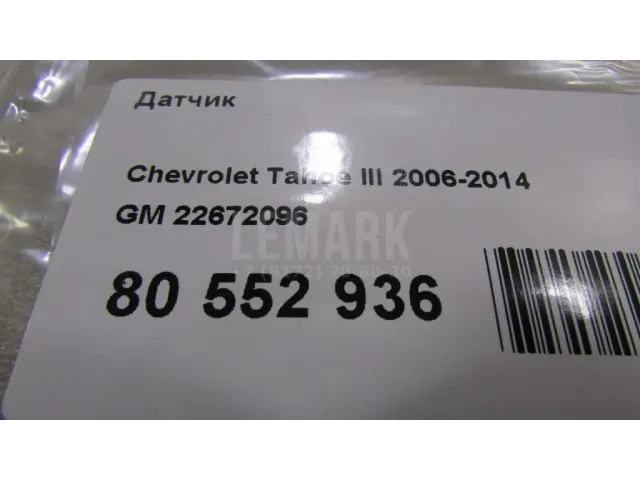 Датчик
Chevrolet Tahoe III 2006-2014
GM 22672096
LEMARK
80 552 936